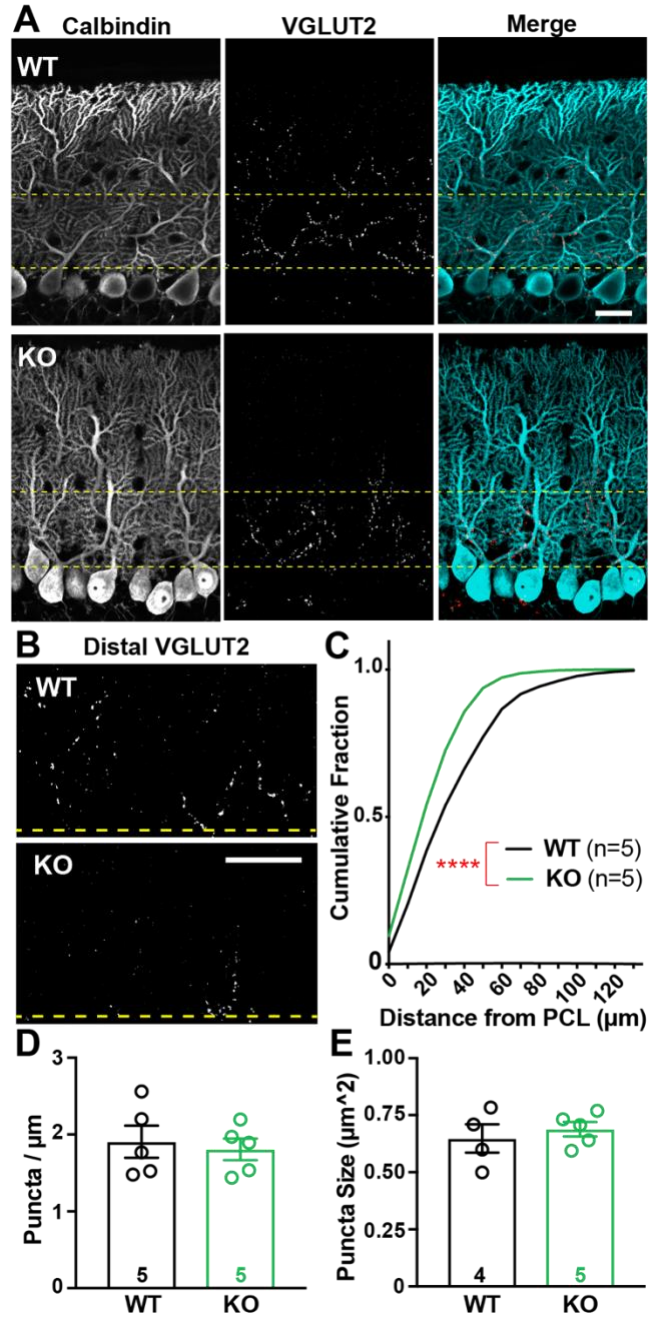 A
Calbindin
VGLUT2
Merge
WT
KO
B
Distal VGLUT2
WT
KO
C
Cumulative Fraction
1.0
0.5
0
****
WT (n=5)
KO (n=5)
0
20
40
60
80
100
120
Distance from PCL (µm)
D
Puncta / µm
3
2
1
0
5
5
WT
KO
E
Puncta Size (µm^2)
1.00
0.75
0.50
0.25
0
4
5
WT
KO